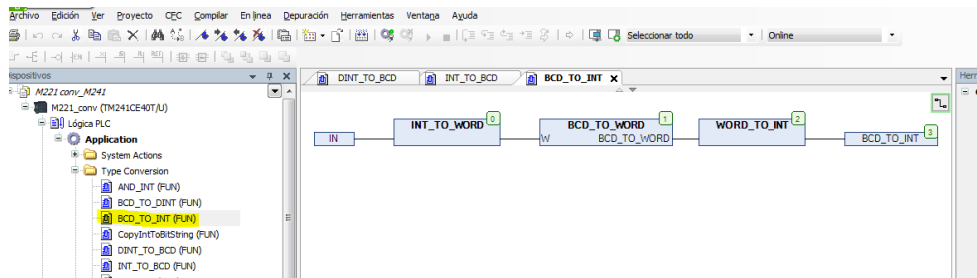 Archivo Edición Ver Proyecto CFC Compilar En línea Depuración Herramientas Ventana Ayuda
Seleccionar todo Online
Dispositivos
M221 conv_M241
M221_conv (TM241CE40T/U)
Lógica PLC
Application
System Actions
Type Conversion
AND_INT (FUN)
BCD_TO_DINT (FUN)
BCD_TO_INT (FUN)
CopyIntToBitString (FUN)
DINT_TO_BCD (FUN)
INT_TO_BCD (FUN)
DINT_TO_BCD INT_TO_BCD BCD_TO_INT
INT_TO_WORD 0 BCD_TO_WORD 1 WORD_TO_INT 2
IN W BCD_TO_WORD BCD_TO_INT 3
Herr